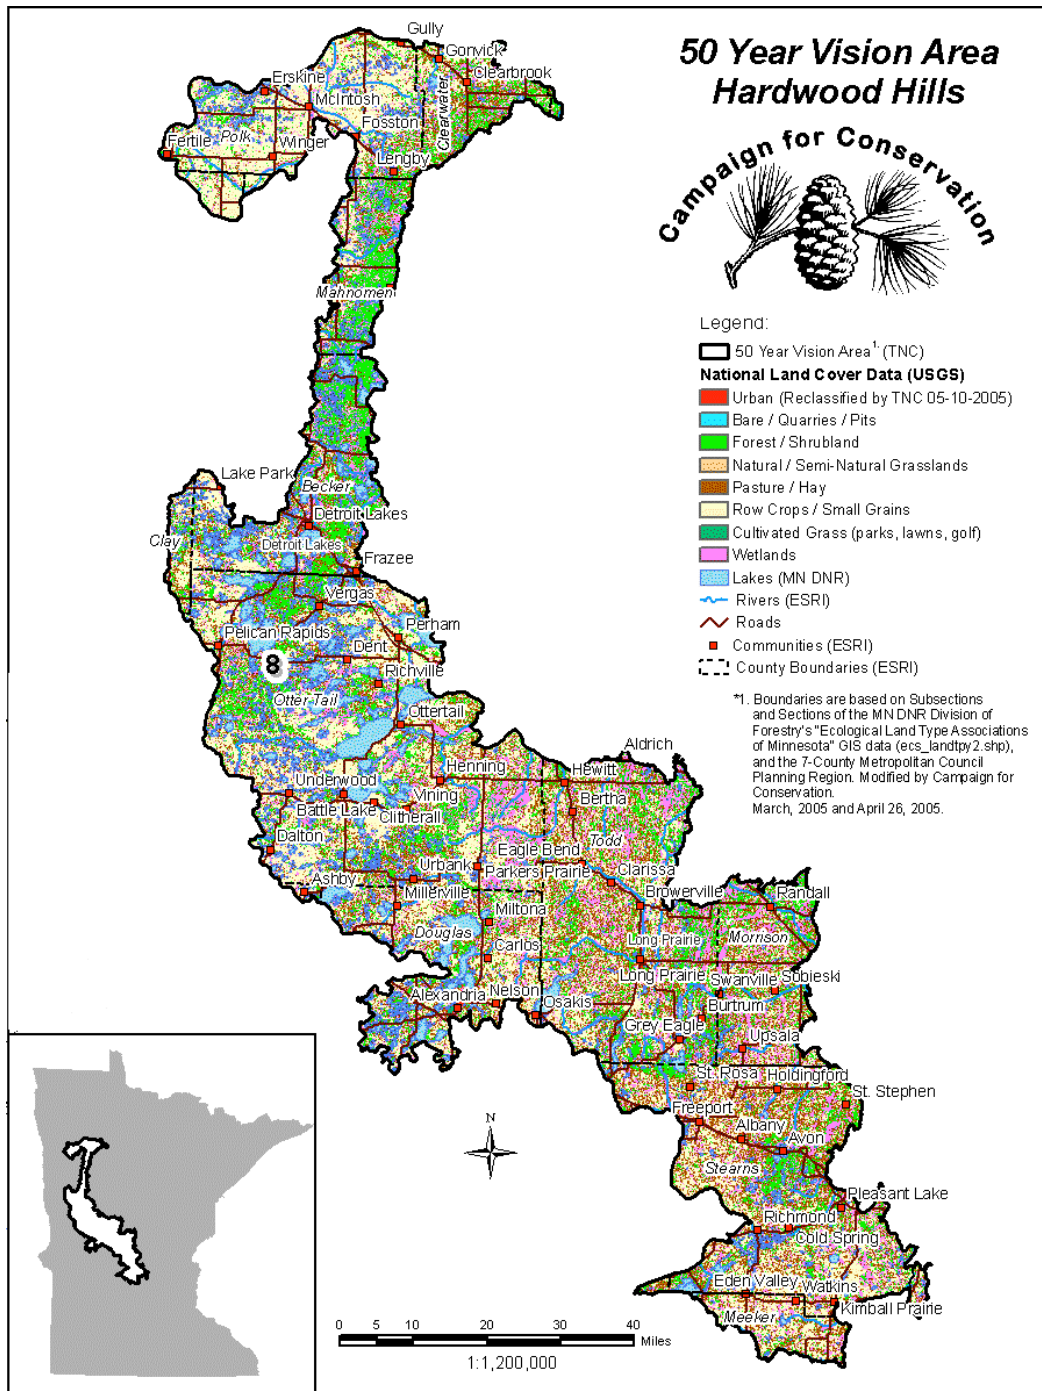 50 Year Vision Area
Hardwood Hills
Campaign for Conservation
Legend:
50 Year Vision Area1. (TNC)
National Land Cover Data (USGS)
Urban (Reclassified by TNC 05-10-2005)
Bare / Quarries / Pits
Forest / Shrubland
Natural / Semi-Natural Grasslands
Pasture / Hay
Row Crops / Small Grains
Cultivated Grass (parks, lawns, golf)
Wetlands
Lakes (MN DNR)
Rivers (ESRI)
Roads
Communities (ESRI)
County Boundaries (ESRI)
*1. Boundaries are based on Subsections
and Sections of the MN DNR Division of
Forestry's "Ecological Land Type Associations
of Minnesota" GIS data (ecs_landtpy2.shp),
and the 7-County Metropolitan Council
Planning Region. Modified by Campaign for
Conservation.
March, 2005 and April 26, 2005.
Gully
Gonvick
Clearbrook
Erskine
McIntosh
Fosston
Clearwater
Polk
Fertile
Winger
Lengby
Mahnomen
Lake Park
Becker
Detroit Lakes
Clay
Detroit Lakes
Frazee
Vergas
Perham
Pelican Rapids
Dent
8
Richville
Otter Tail
Ottertail
Aldrich
Henning
Hewitt
Underwood
Vining
Bertha
Battle Lake
Clitherall
Todd
Dalton
Eagle Bend
Urbank
Parkers Prairie
Clarissa
Ashby
Millerville
Browerville
Randall
Miltona
Douglas
Long Prairie
Morrison
Carlos
Long Prairie
Swanville
Sobieski
Alexandria
Nelson
Osakis
Burtrum
Grey Eagle
Upsala
St. Rosa
Holdingford
St. Stephen
Freeport
Albany
Avon
Stearns
Pleasant Lake
Richmond
Cold Spring
Eden Valley
Watkins
Kimball Prairie
Meeker
N
0 5 10 20 30 40
Miles
1:1,200,000